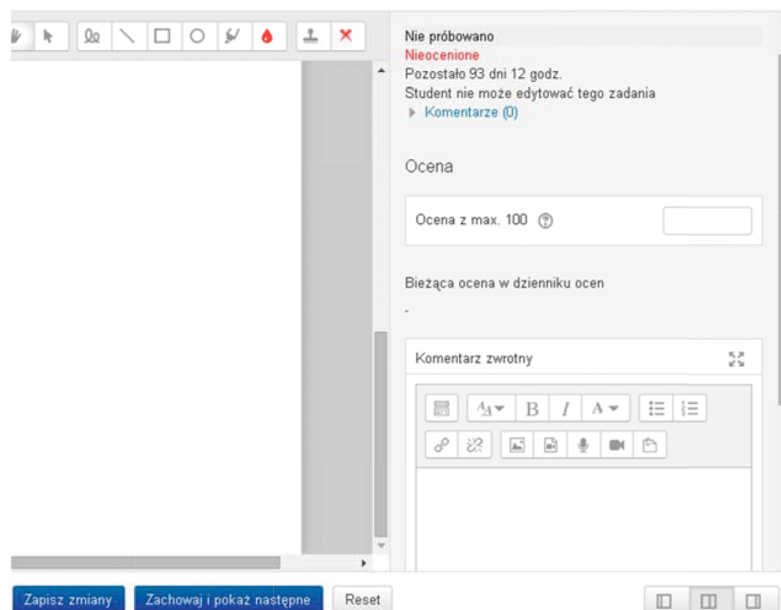 Nie próbowano
Nieocenione
Pozostało 93 dni 12 godz.
Student nie może edytować tego zadania
Komentarze (0)
Ocena
Ocena z max. 100
Bieżąca ocena w dzienniku ocen
-
Komentarz zwrotny
Zapisz zmiany Zachowaj i pokaż następne Reset